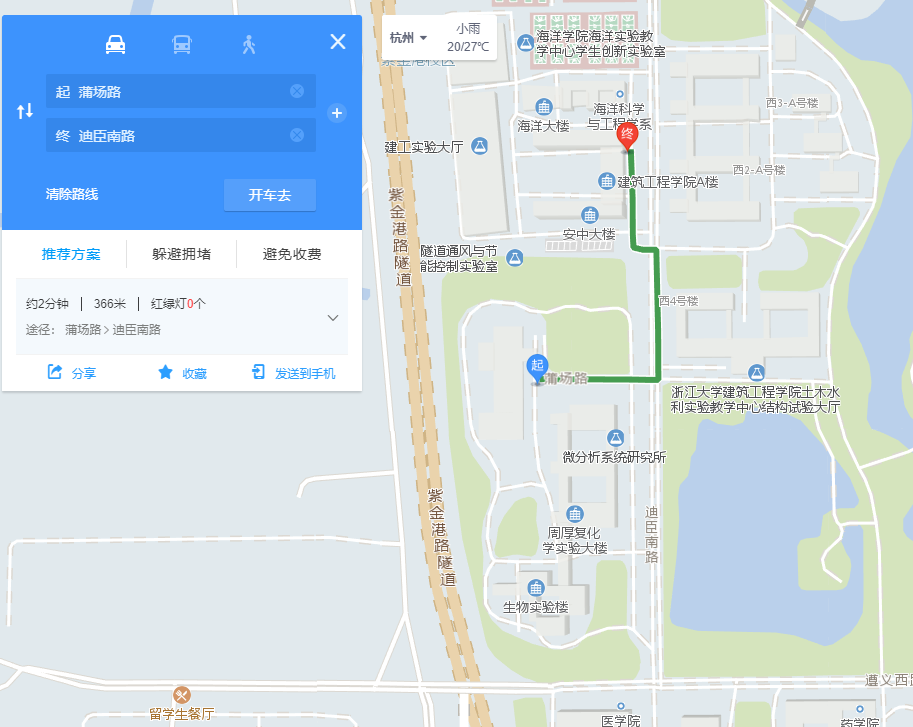 起 蒲场路
终 迪臣南路
清除路线
开车去
推荐方案
躲避拥堵
避免收费
约2分钟 | 366米 | 红绿灯0个
途径: 蒲场路 > 迪臣南路
分享
收藏
发送到手机
杭州
小雨
20/27℃
海洋学院海洋实验教
学中心学生创新实验室
海洋大楼
海洋科学
与工程学系
终
西3-A号楼
建工实验大厅
建筑工程学院A楼
西2-A号楼
安中大楼
紫金港路隧道
隧道通风与节
能控制实验室
西4号楼
起
蒲场路
浙江大学建筑工程学院土木水
利实验教学中心结构试验大厅
微分析系统研究所
紫金港路隧道
周厚复化
学实验大楼
迪臣南路
生物实验楼
遵义西路
留学生餐厅
医学院
药学院